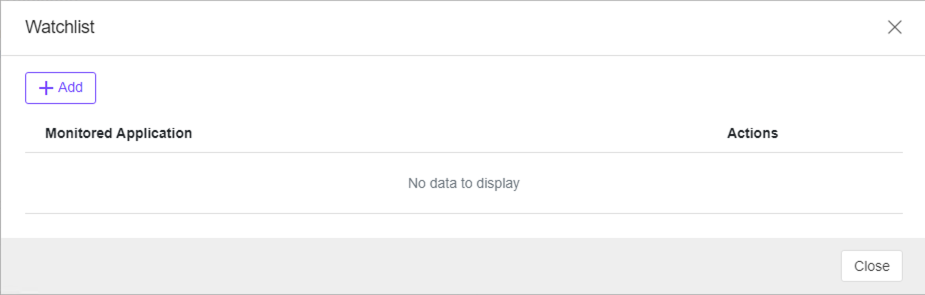 Watchlist
Add
Monitored Application Actions
No data to display
Close